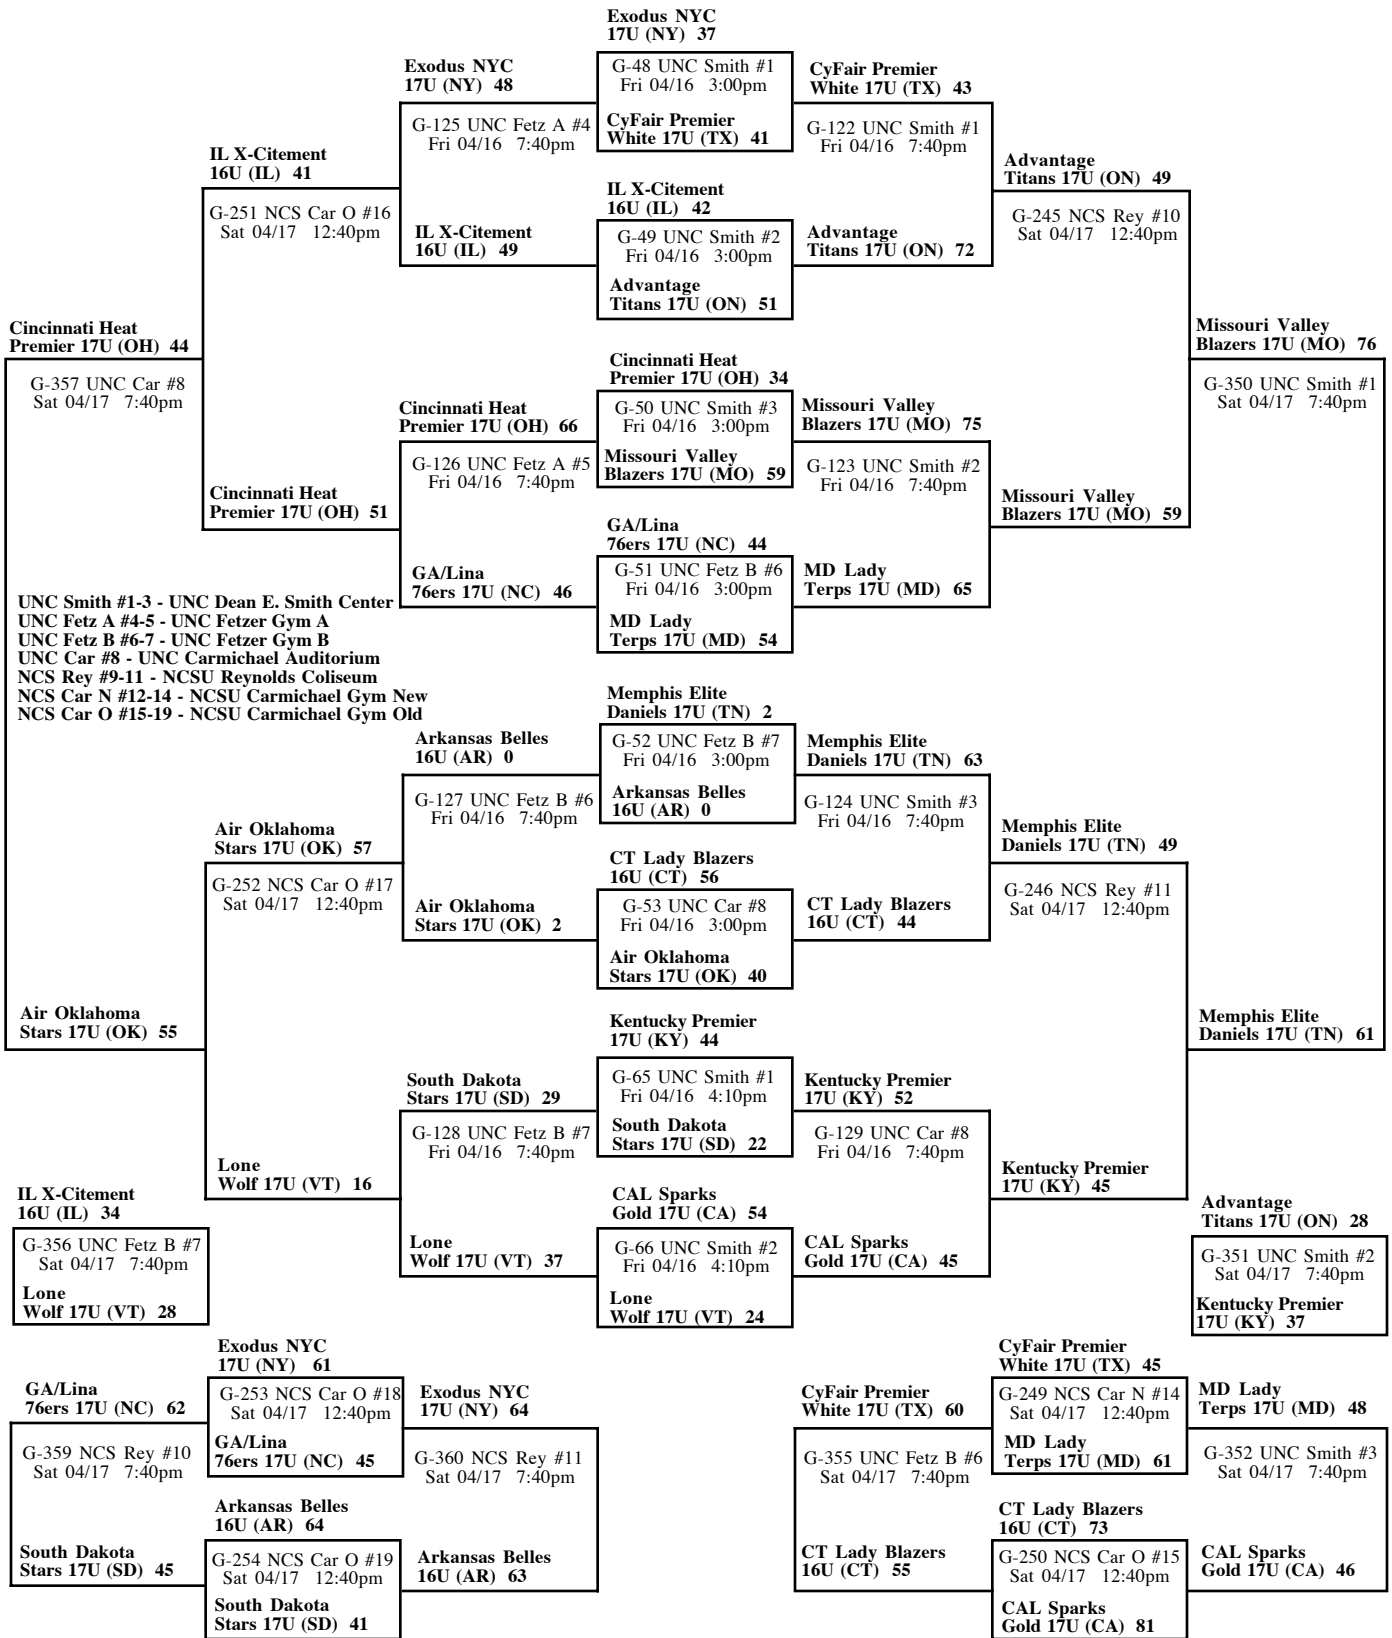 Exodus NYC
17U (NY) 37
G-48 UNC Smith #1
Fri 04/16 3:00pm
CyFair Premier
White 17U (TX) 41
Exodus NYC
17U (NY) 48
G-125 UNC Fetz A #4
Fri 04/16 7:40pm
CyFair Premier
White 17U (TX) 43
G-122 UNC Smith #1
Fri 04/16 7:40pm
IL X-Citement
16U (IL) 41
G-251 NCS Car O #16
Sat 04/17 12:40pm
IL X-Citement
16U (IL) 49
IL X-Citement
16U (IL) 42
G-49 UNC Smith #2
Fri 04/16 3:00pm
Advantage
Titans 17U (ON) 51
Advantage
Titans 17U (ON) 72
Advantage
Titans 17U (ON) 49
G-245 NCS Rey #10
Sat 04/17 12:40pm
Cincinnati Heat
Premier 17U (OH) 44
G-357 UNC Car #8
Sat 04/17 7:40pm
Missouri Valley
Blazers 17U (MO) 76
G-350 UNC Smith #1
Sat 04/17 7:40pm
Cincinnati Heat
Premier 17U (OH) 34
G-50 UNC Smith #3
Fri 04/16 3:00pm
Missouri Valley
Blazers 17U (MO) 59
Cincinnati Heat
Premier 17U (OH) 66
G-126 UNC Fetz A #5
Fri 04/16 7:40pm
Missouri Valley
Blazers 17U (MO) 75
G-123 UNC Smith #2
Fri 04/16 7:40pm
Cincinnati Heat
Premier 17U (OH) 51
Missouri Valley
Blazers 17U (MO) 59
GA/Lina
76ers 17U (NC) 44
G-51 UNC Fetz B #6
Fri 04/16 3:00pm
MD Lady
Terps 17U (MD) 54
GA/Lina
76ers 17U (NC) 46
MD Lady
Terps 17U (MD) 65
UNC Smith #1-3 - UNC Dean E. Smith Center
UNC Fetz A #4-5 - UNC Fetzer Gym A
UNC Fetz B #6-7 - UNC Fetzer Gym B
UNC Car #8 - UNC Carmichael Auditorium
NCS Rey #9-11 - NCSU Reynolds Coliseum
NCS Car N #12-14 - NCSU Carmichael Gym New
NCS Car O #15-19 - NCSU Carmichael Gym Old
Memphis Elite
Daniels 17U (TN) 2
G-52 UNC Fetz B #7
Fri 04/16 3:00pm
Arkansas Belles
16U (AR) 0
Arkansas Belles
16U (AR) 0
G-127 UNC Fetz B #6
Fri 04/16 7:40pm
Memphis Elite
Daniels 17U (TN) 63
G-124 UNC Smith #3
Fri 04/16 7:40pm
Air Oklahoma
Stars 17U (OK) 57
G-252 NCS Car O #17
Sat 04/17 12:40pm
Memphis Elite
Daniels 17U (TN) 49
G-246 NCS Rey #11
Sat 04/17 12:40pm
CT Lady Blazers
16U (CT) 56
G-53 UNC Car #8
Fri 04/16 3:00pm
Air Oklahoma
Stars 17U (OK) 40
Air Oklahoma
Stars 17U (OK) 2
CT Lady Blazers
16U (CT) 44
Air Oklahoma
Stars 17U (OK) 55
Memphis Elite
Daniels 17U (TN) 61
Kentucky Premier
17U (KY) 44
G-65 UNC Smith #1
Fri 04/16 4:10pm
South Dakota
Stars 17U (SD) 22
South Dakota
Stars 17U (SD) 29
G-128 UNC Fetz B #7
Fri 04/16 7:40pm
Kentucky Premier
17U (KY) 52
G-129 UNC Car #8
Fri 04/16 7:40pm
Lone
Wolf 17U (VT) 16
Kentucky Premier
17U (KY) 45
CAL Sparks
Gold 17U (CA) 54
G-66 UNC Smith #2
Fri 04/16 4:10pm
Lone
Wolf 17U (VT) 24
Lone
Wolf 17U (VT) 37
CAL Sparks
Gold 17U (CA) 45
IL X-Citement
16U (IL) 34
G-356 UNC Fetz B #7
Sat 04/17 7:40pm
Lone
Wolf 17U (VT) 28
Advantage
Titans 17U (ON) 28
G-351 UNC Smith #2
Sat 04/17 7:40pm
Kentucky Premier
17U (KY) 37
Exodus NYC
17U (NY) 61
G-253 NCS Car O #18
Sat 04/17 12:40pm
GA/Lina
76ers 17U (NC) 45
GA/Lina
76ers 17U (NC) 62
G-359 NCS Rey #10
Sat 04/17 7:40pm
Exodus NYC
17U (NY) 64
G-360 NCS Rey #11
Sat 04/17 7:40pm
Arkansas Belles
16U (AR) 64
G-254 NCS Car O #19
Sat 04/17 12:40pm
South Dakota
Stars 17U (SD) 41
South Dakota
Stars 17U (SD) 45
Arkansas Belles
16U (AR) 63
CyFair Premier
White 17U (TX) 45
G-249 NCS Car N #14
Sat 04/17 12:40pm
MD Lady
Terps 17U (MD) 61
CyFair Premier
White 17U (TX) 60
G-355 UNC Fetz B #6
Sat 04/17 7:40pm
MD Lady
Terps 17U (MD) 48
G-352 UNC Smith #3
Sat 04/17 7:40pm
CT Lady Blazers
16U (CT) 73
G-250 NCS Car O #15
Sat 04/17 12:40pm
CAL Sparks
Gold 17U (CA) 81
CT Lady Blazers
16U (CT) 55
CAL Sparks
Gold 17U (CA) 46